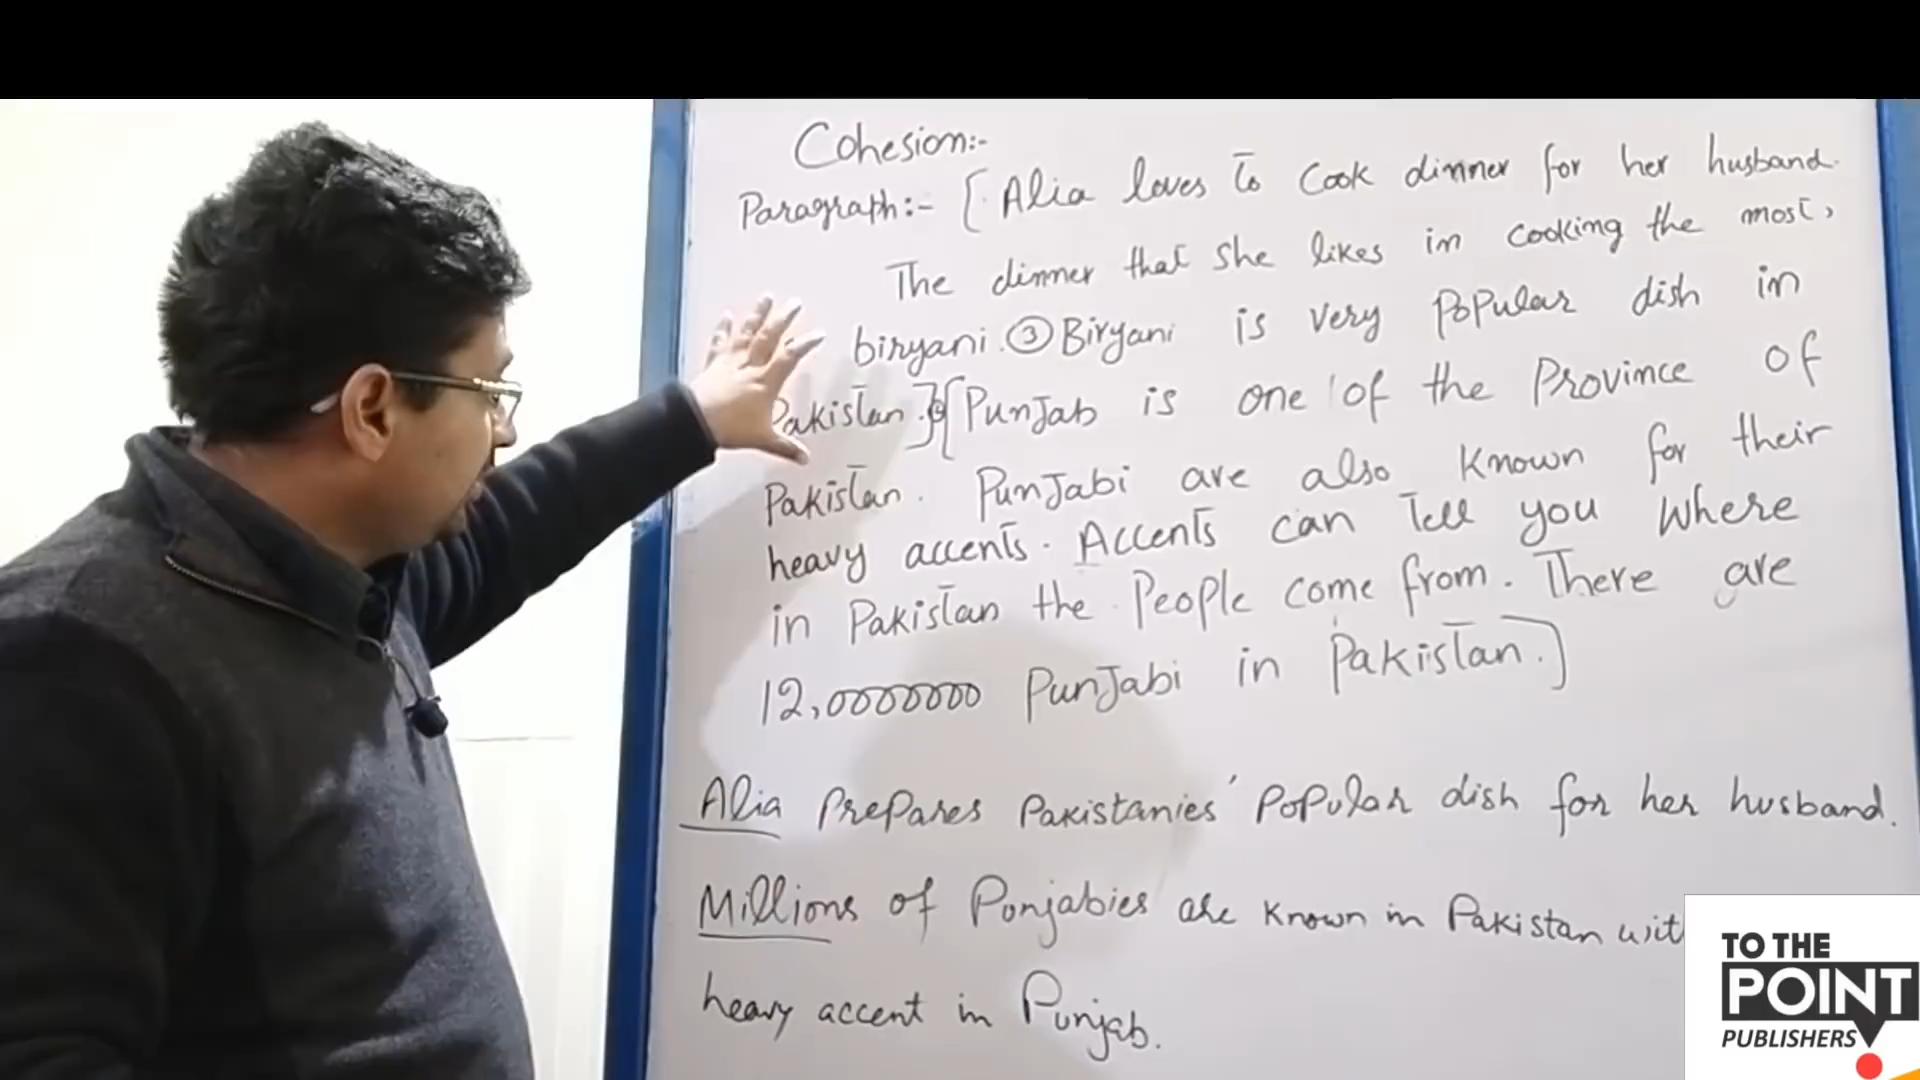 Cohesion:-
Paragraph:- [Alia loves to cook dinner for her husband.
The dinner that she likes in cooking the most,
biryani. ③ Biryani is very popular dish in
Pakistan.] [Punjab is one of the Province of
Pakistan. Punjabi are also known for their
heavy accents. Accents can tell you where
in Pakistan the People come from. There are
12,0000000 Punjabi in Pakistan.]
Alia prepares Pakistanies' popular dish for her husband.
Millions of Punjabies are known in Pakistan wit
heavy accent in Punjab.
TO THE
POINT
PUBLISHERS